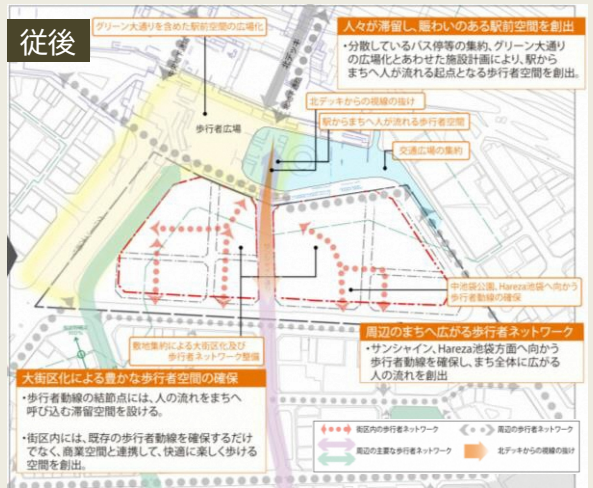 従後
グリーン大通りを含めた駅前空間の広場化
人々が滞留し、賑わいのある駅前空間を創出
・分散しているバス停等の集約、グリーン大通り
の広場化とあわせた施設計画により、駅から
まちへ人が流れる起点となる歩行者空間を創出。
北デッキからの視線の抜け
駅からまちへ人が流れる歩行者空間
歩行者広場
交通広場の集約
中池袋公園、Hareza池袋へ向かう
歩行者動線の確保
敷地集約による大街区化及び
歩行者ネットワーク整備
周辺のまちへ広がる歩行者ネットワーク
・サンシャイン、Hareza池袋方面へ向かう
歩行者動線を確保し、まち全体に広がる
人の流れを創出
大街区化による豊かな歩行者空間の確保
・歩行者動線の結節点には、人の流れをまちへ
呼び込む滞留空間を設ける。
・街区内には、既存の歩行者動線を確保するだけ
でなく、商業空間と連携して、快適に楽しく歩ける
空間を創出。
街区内の歩行者ネットワーク
周辺の歩行者ネットワーク
周辺の主要な歩行者ネットワーク
北デッキからの視線の抜け